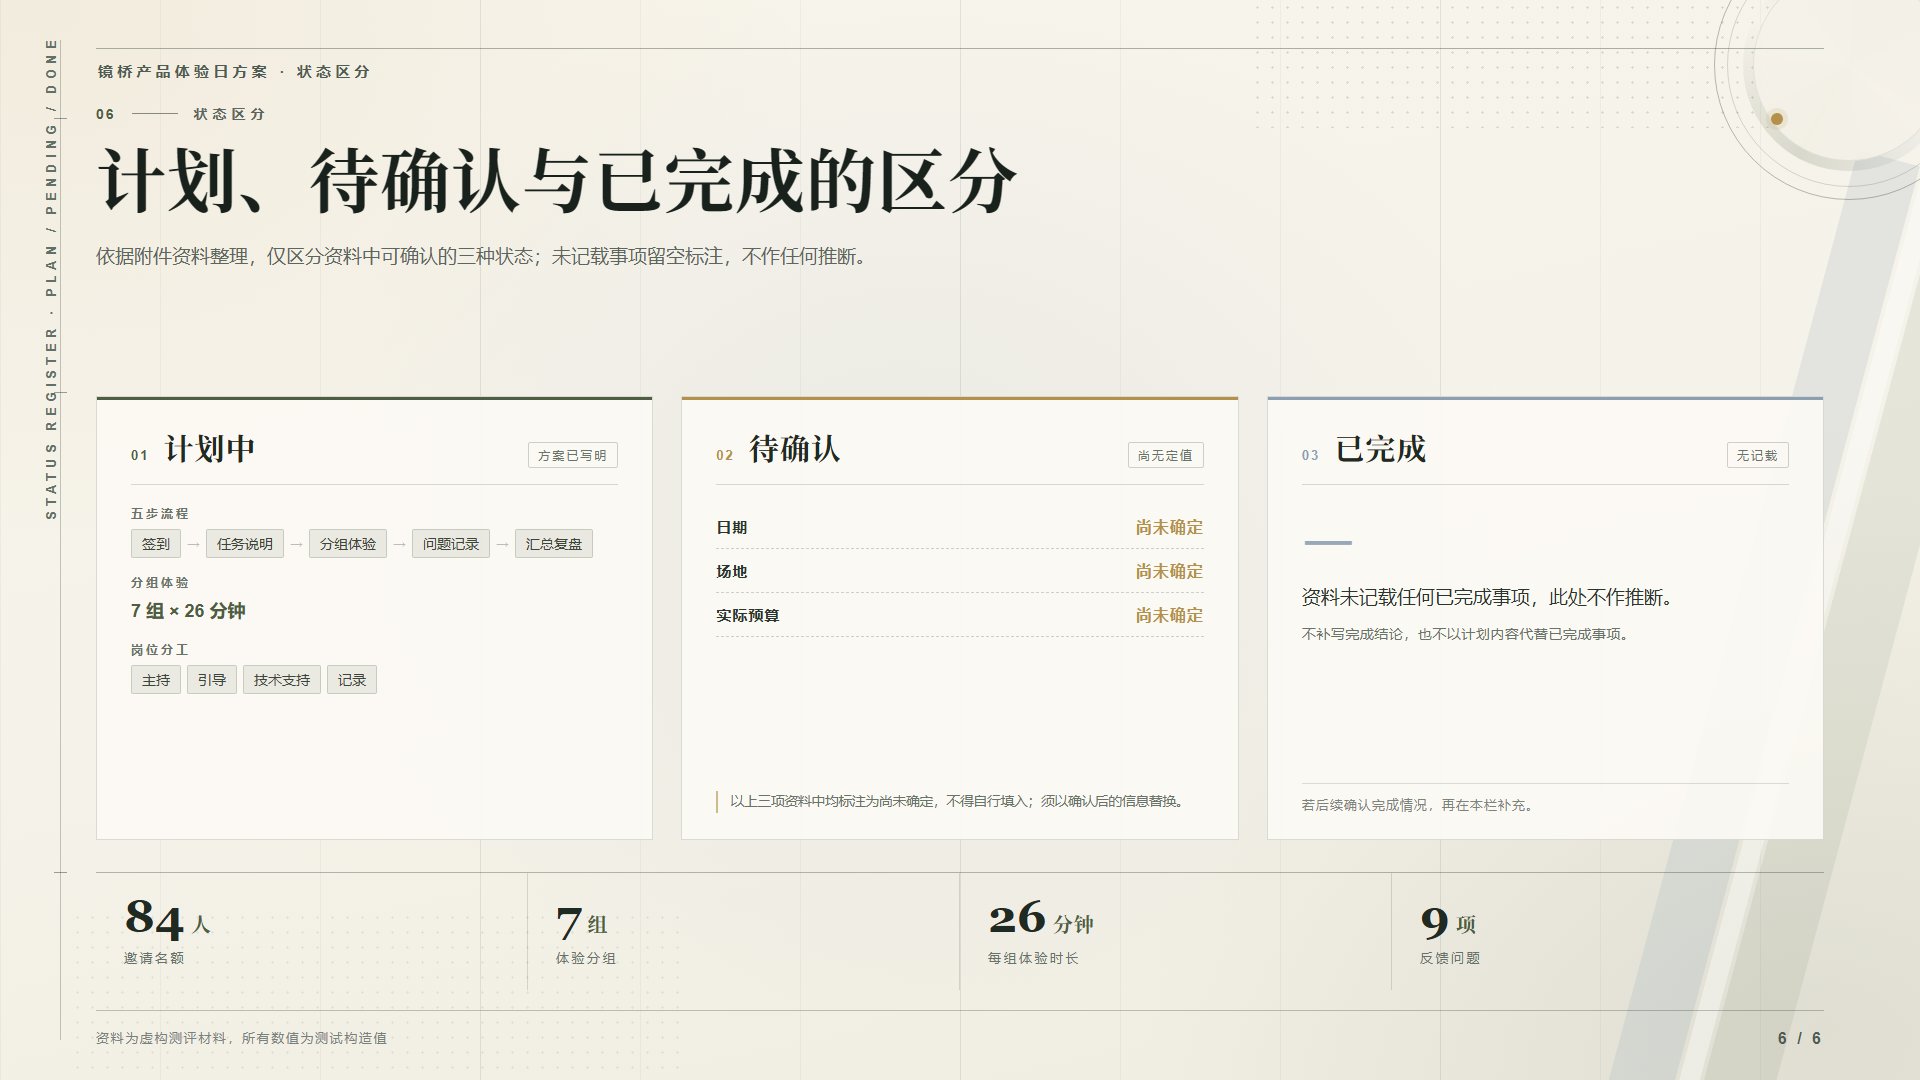 STATUS REGISTER · PLAN / PENDING / DONE
镜桥产品体验日方案 · 状态区分
06 状态区分
计划、待确认与已完成的区分
依据附件资料整理，仅区分资料中可确认的三种状态；未记载事项留空标注，不作任何推断。
01 计划中 方案已写明
五步流程
签到 → 任务说明 → 分组体验 → 问题记录 → 汇总复盘
分组体验
7 组 × 26 分钟
岗位分工
主持 引导 技术支持 记录
02 待确认 尚无定值
日期 尚未确定
场地 尚未确定
实际预算 尚未确定
以上三项资料中均标注为尚未确定，不得自行填入；须以确认后的信息替换。
03 已完成 无记载
资料未记载任何已完成事项，此处不作推断。
不补写完成结论，也不以计划内容代替已完成事项。
若后续确认完成情况，再在本栏补充。
84 人
邀请名额
7 组
体验分组
26 分钟
每组体验时长
9 项
反馈问题
资料为虚构测评材料，所有数值为测试构造值
6 / 6